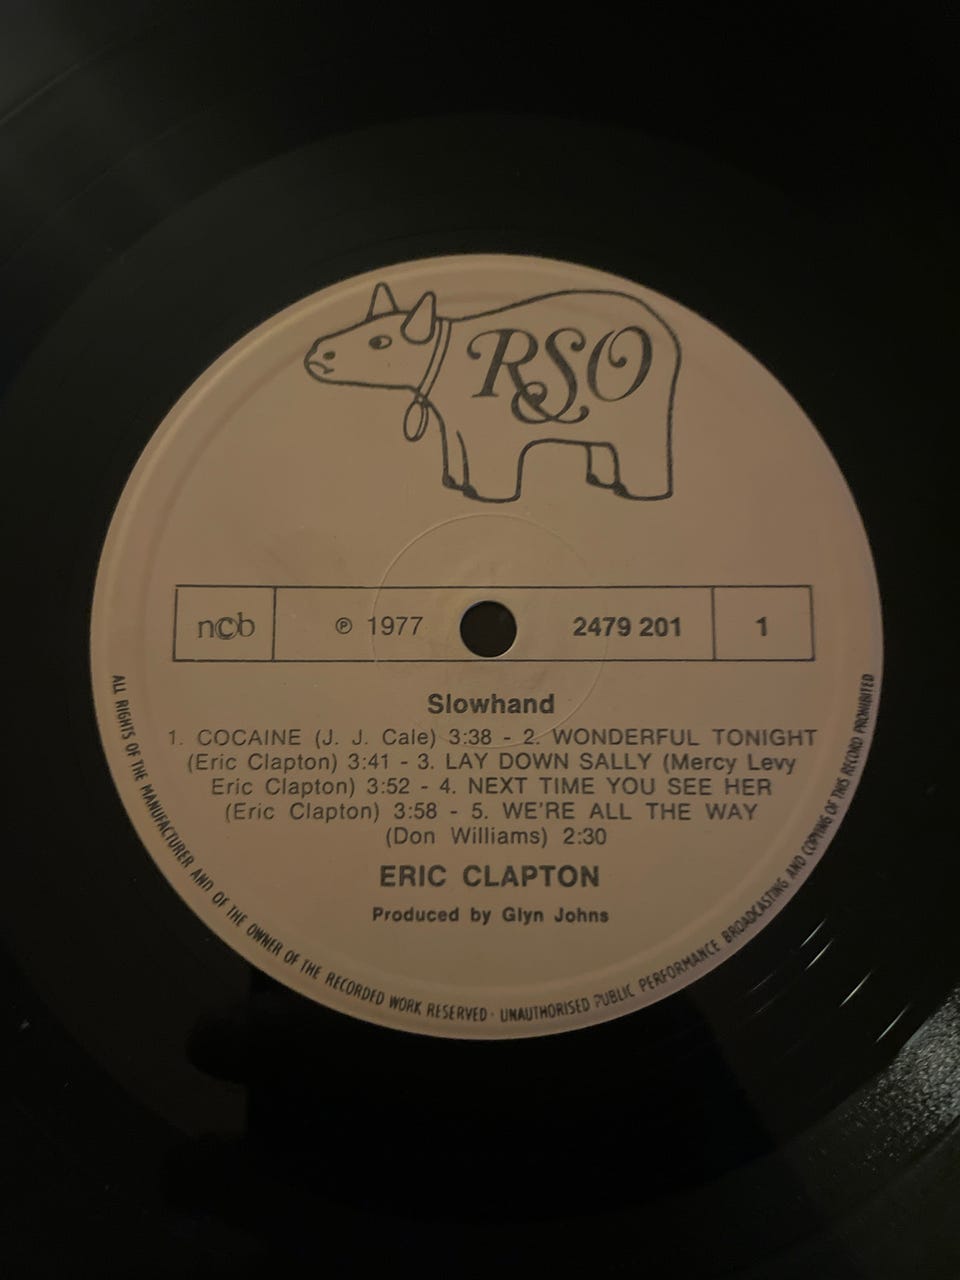 RSO
ncb ℗ 1977 2479 201 1
Slowhand
1. COCAINE (J. J. Cale) 3:38 - 2. WONDERFUL TONIGHT
(Eric Clapton) 3:41 - 3. LAY DOWN SALLY (Mercy Levy
Eric Clapton) 3:52 - 4. NEXT TIME YOU SEE HER
(Eric Clapton) 3:58 - 5. WE'RE ALL THE WAY
(Don Williams) 2:30
ERIC CLAPTON
Produced by Glyn Johns
ALL RIGHTS OF THE MANUFACTURER AND OF THE OWNER OF THE RECORDED WORK RESERVED · UNAUTHORISED PUBLIC PERFORMANCE BROADCASTING AND COPYING OF THIS RECORD PROHIBITED